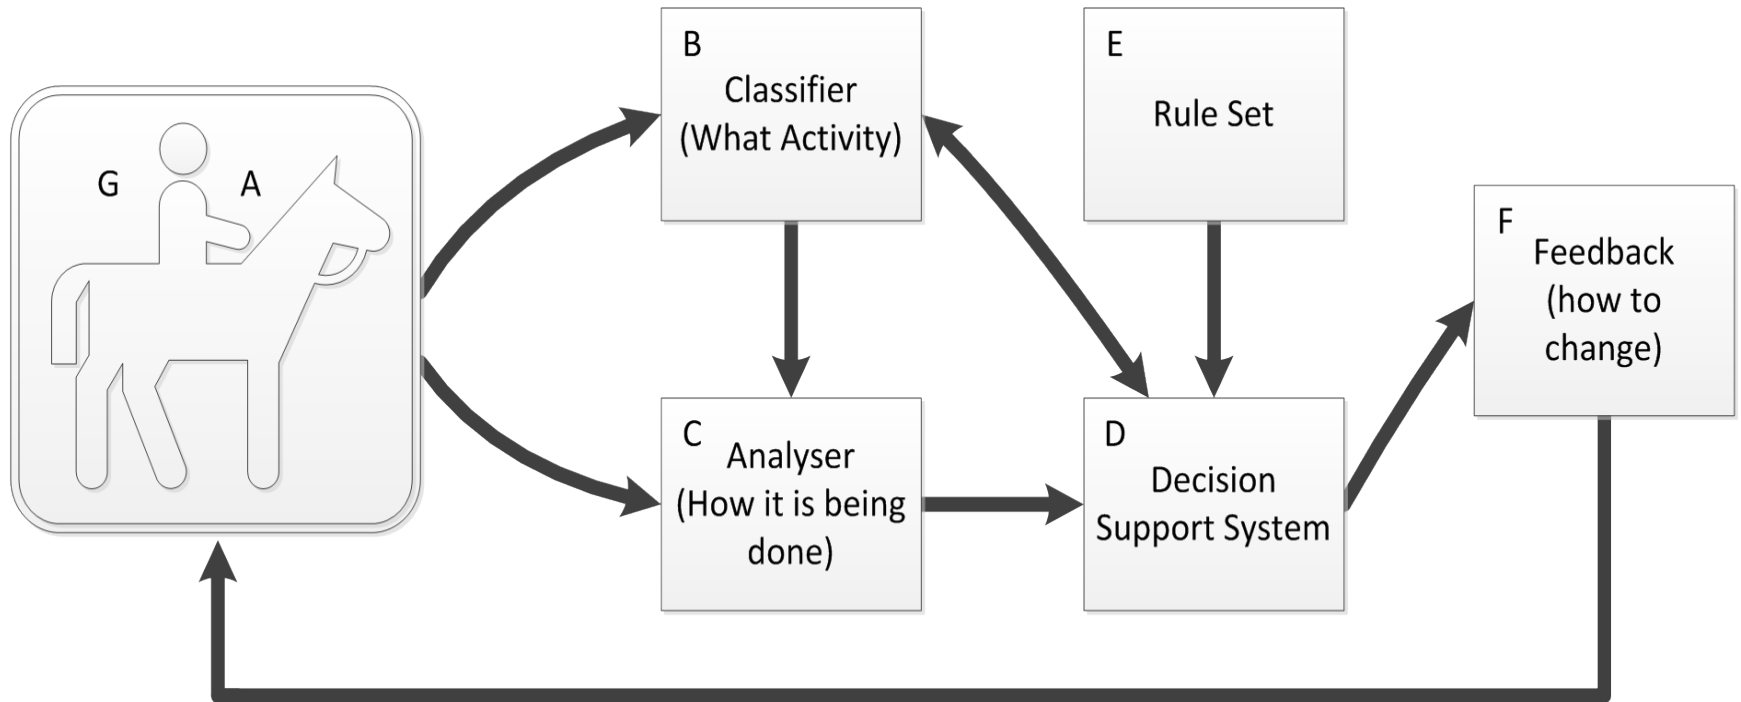 G
A
B
Classifier
(What Activity)
C
Analyser
(How it is being
done)
E
Rule Set
D
Decision
Support System
F
Feedback
(how to
change)